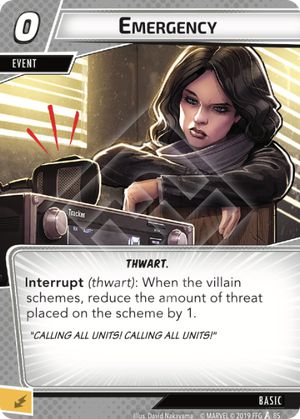 0
EMERGENCY
EVENT
Tracker
THWART.
Interrupt (thwart): When the villain
schemes, reduce the amount of threat
placed on the scheme by 1.
"CALLING ALL UNITS! CALLING ALL UNITS!"
BASIC
Illus. David Nakayama © MARVEL © 2019 FFG A 85